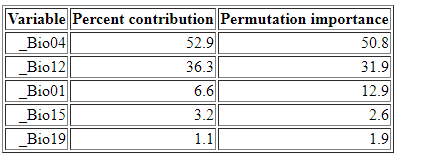 Variable Percent contribution Permutation importance
_Bio04 52.9 50.8
_Bio12 36.3 31.9
_Bio01 6.6 12.9
_Bio15 3.2 2.6
_Bio19 1.1 1.9